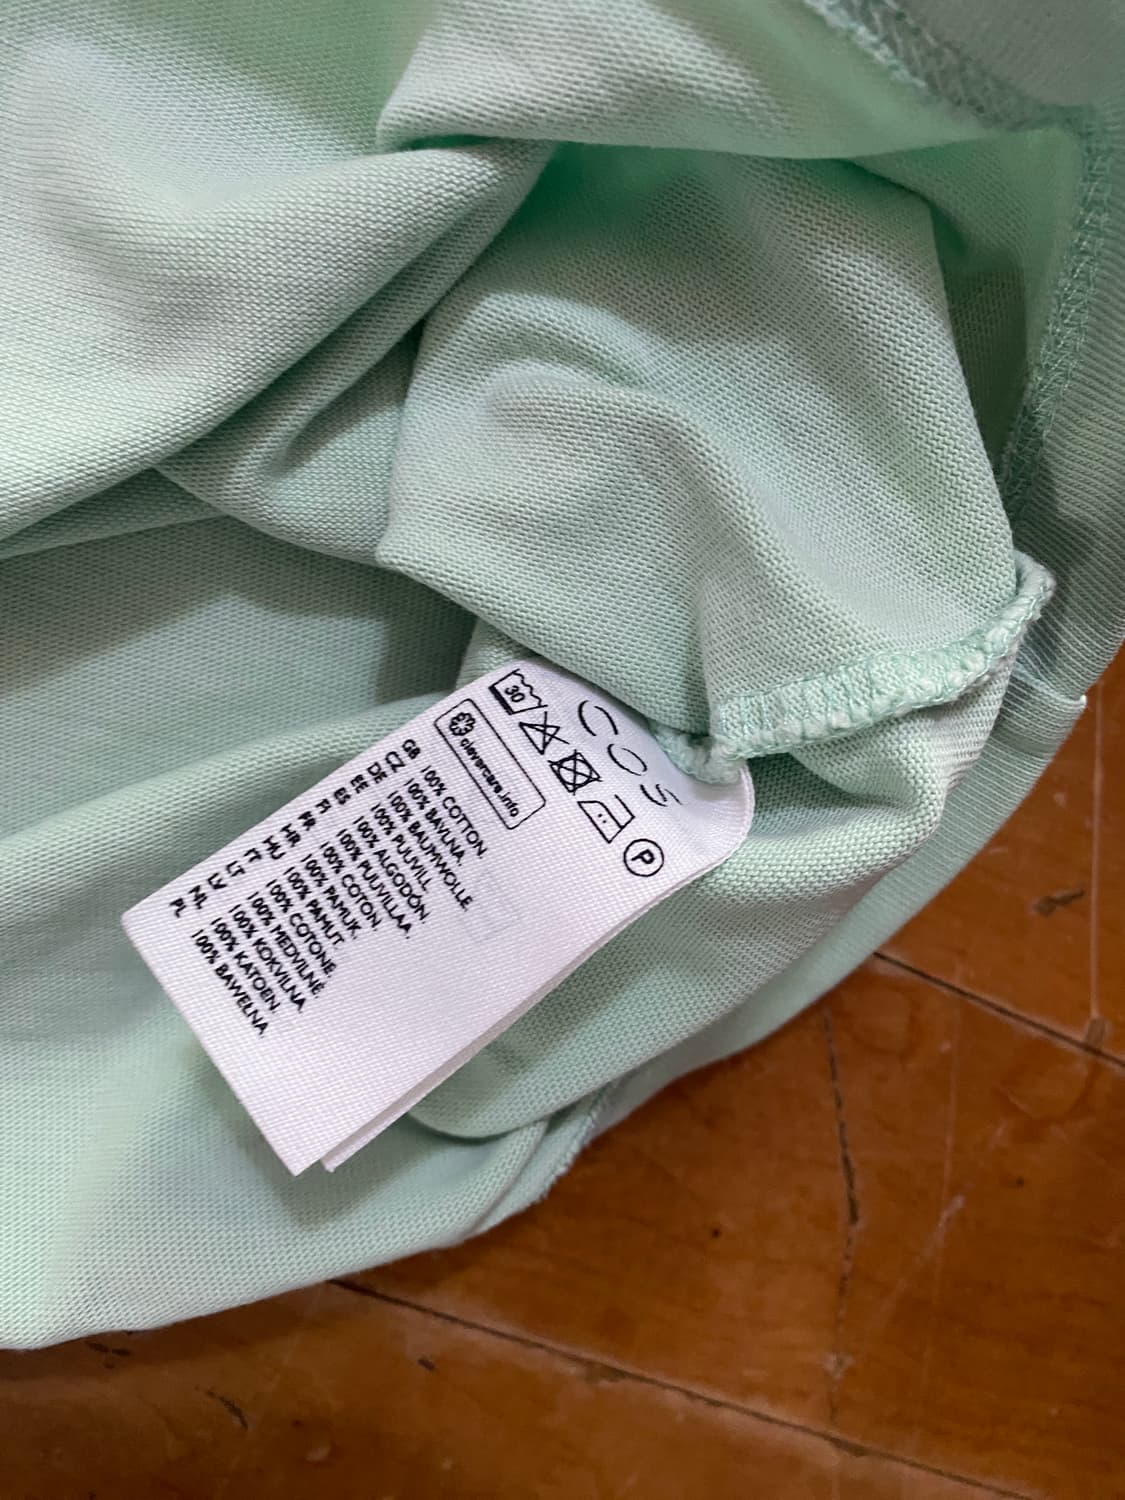 COS
30
P
clevercare.info
GB 100% COTTON.
CZ 100% BAVLNA.
DE 100% BAUMWOLLE.
EE 100% PUUVILL.
ES 100% ALGODÓN.
FI 100% PUUVILLA.
FR 100% COTON.
HR 100% PAMUK.
HU 100% PAMUT.
IT 100% COTONE.
LT 100% MEDVILNĖ.
LV 100% KOKVILNA.
NL 100% KATOEN.
PL 100% BAWEŁNA.